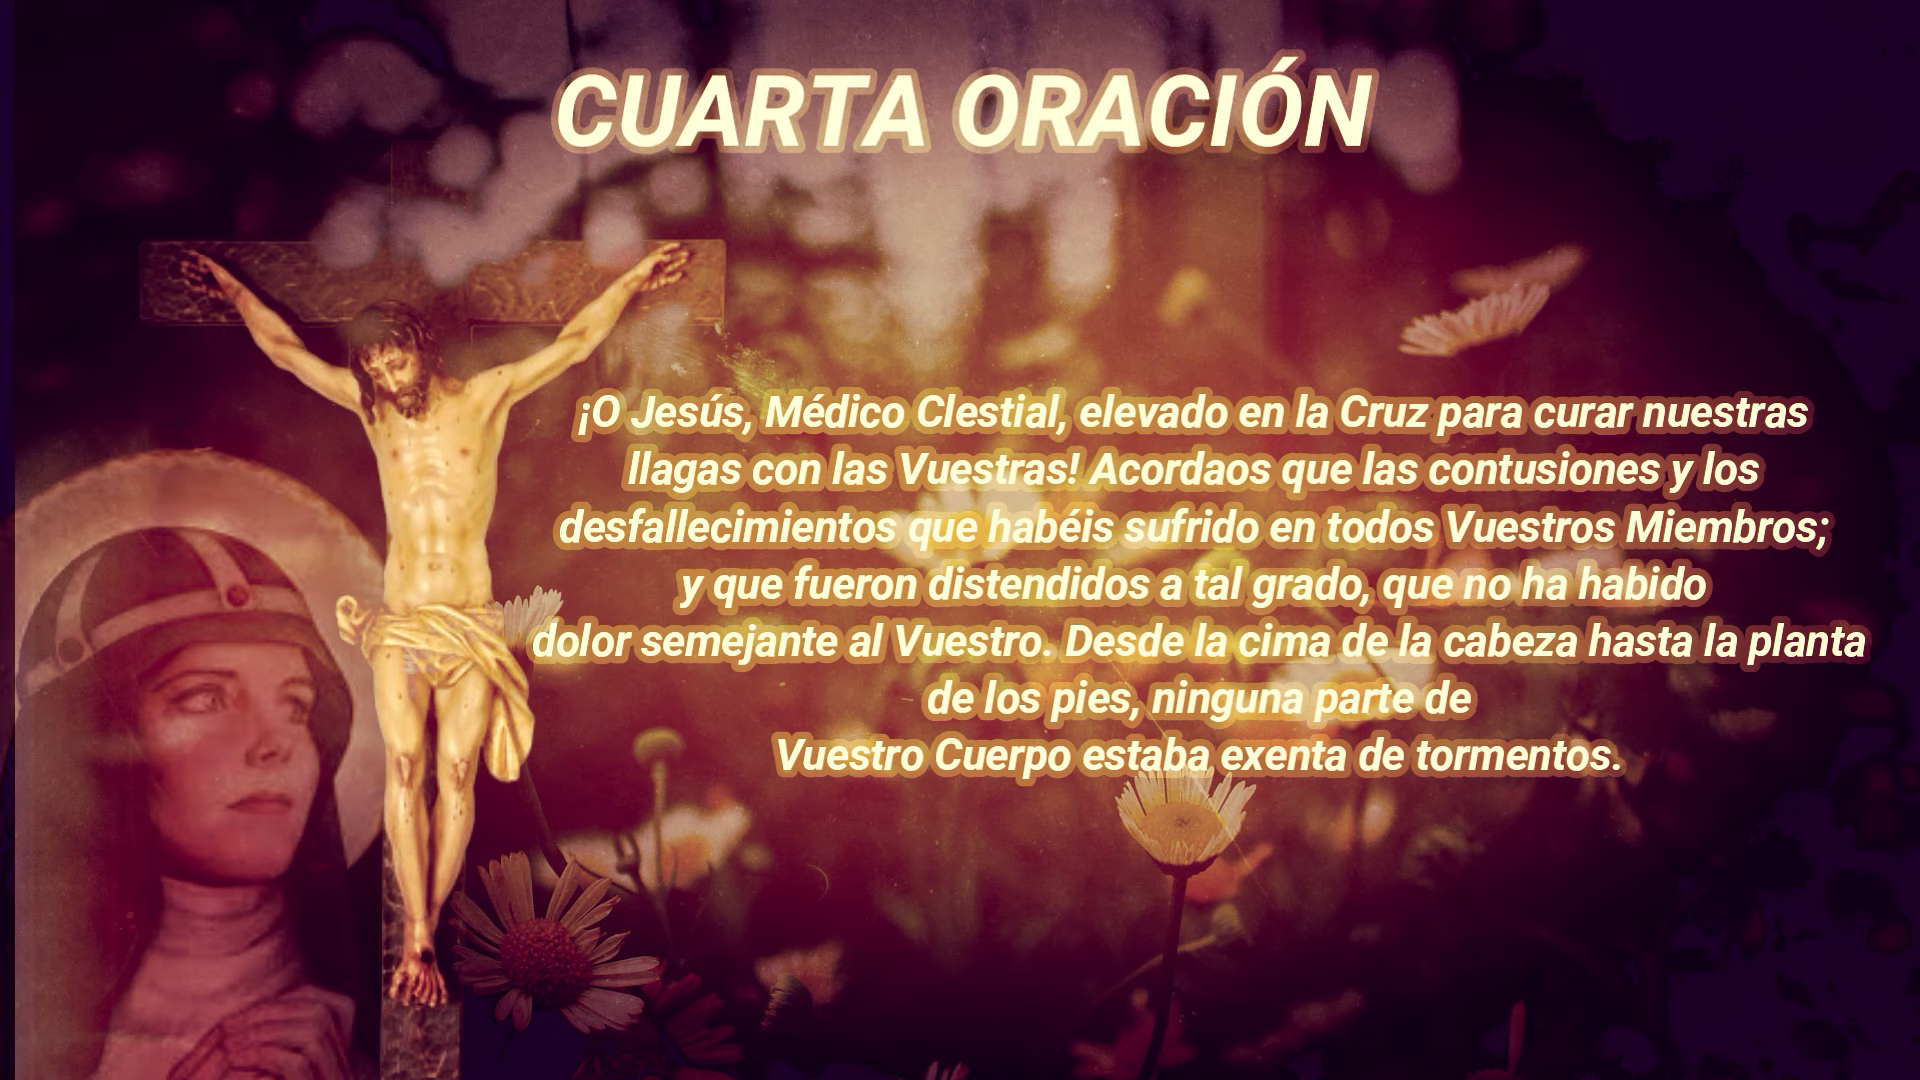 CUARTA ORACIÓN
¡O Jesús, Médico Clestial, elevado en la Cruz para curar nuestras
llagas con las Vuestras! Acordaos que las contusiones y los
desfallecimientos que habéis sufrido en todos Vuestros Miembros;
y que fueron distendidos a tal grado, que no ha habido
dolor semejante al Vuestro. Desde la cima de la cabeza hasta la planta
de los pies, ninguna parte de
Vuestro Cuerpo estaba exenta de tormentos.